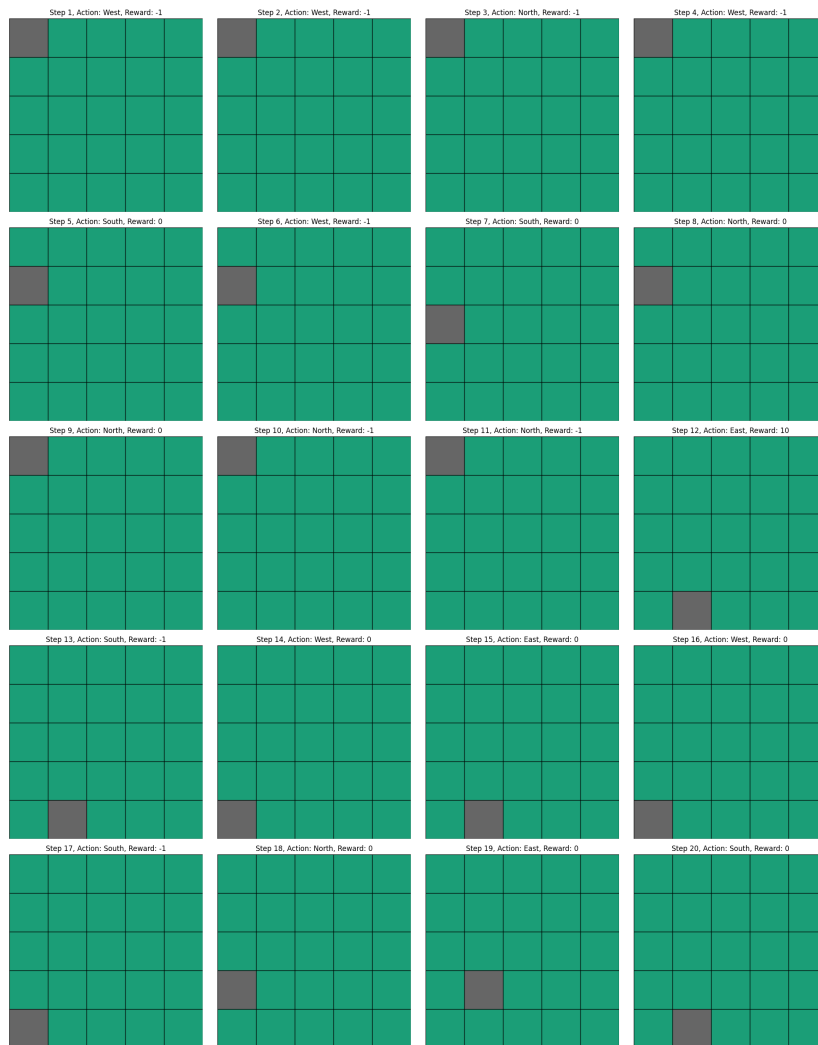 Step 1, Action: West, Reward: -1
Step 2, Action: West, Reward: -1
Step 3, Action: North, Reward: -1
Step 4, Action: West, Reward: -1
Step 5, Action: South, Reward: 0
Step 6, Action: West, Reward: -1
Step 7, Action: South, Reward: 0
Step 8, Action: North, Reward: 0
Step 9, Action: North, Reward: 0
Step 10, Action: North, Reward: -1
Step 11, Action: North, Reward: -1
Step 12, Action: East, Reward: 10
Step 13, Action: South, Reward: -1
Step 14, Action: West, Reward: 0
Step 15, Action: East, Reward: 0
Step 16, Action: West, Reward: 0
Step 17, Action: South, Reward: -1
Step 18, Action: North, Reward: 0
Step 19, Action: East, Reward: 0
Step 20, Action: South, Reward: 0